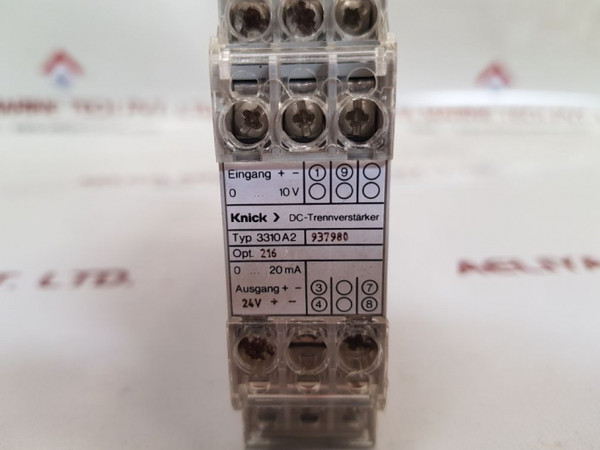 Eingang + - ① ⑨
0 .... 10 V
Knick > DC-Trennverstärker
Typ 3310 A2 937980
Opt. 216
0 ... 20 mA
Ausgang + - ③ ⑦
24V + - ④ ⑧
LTD.